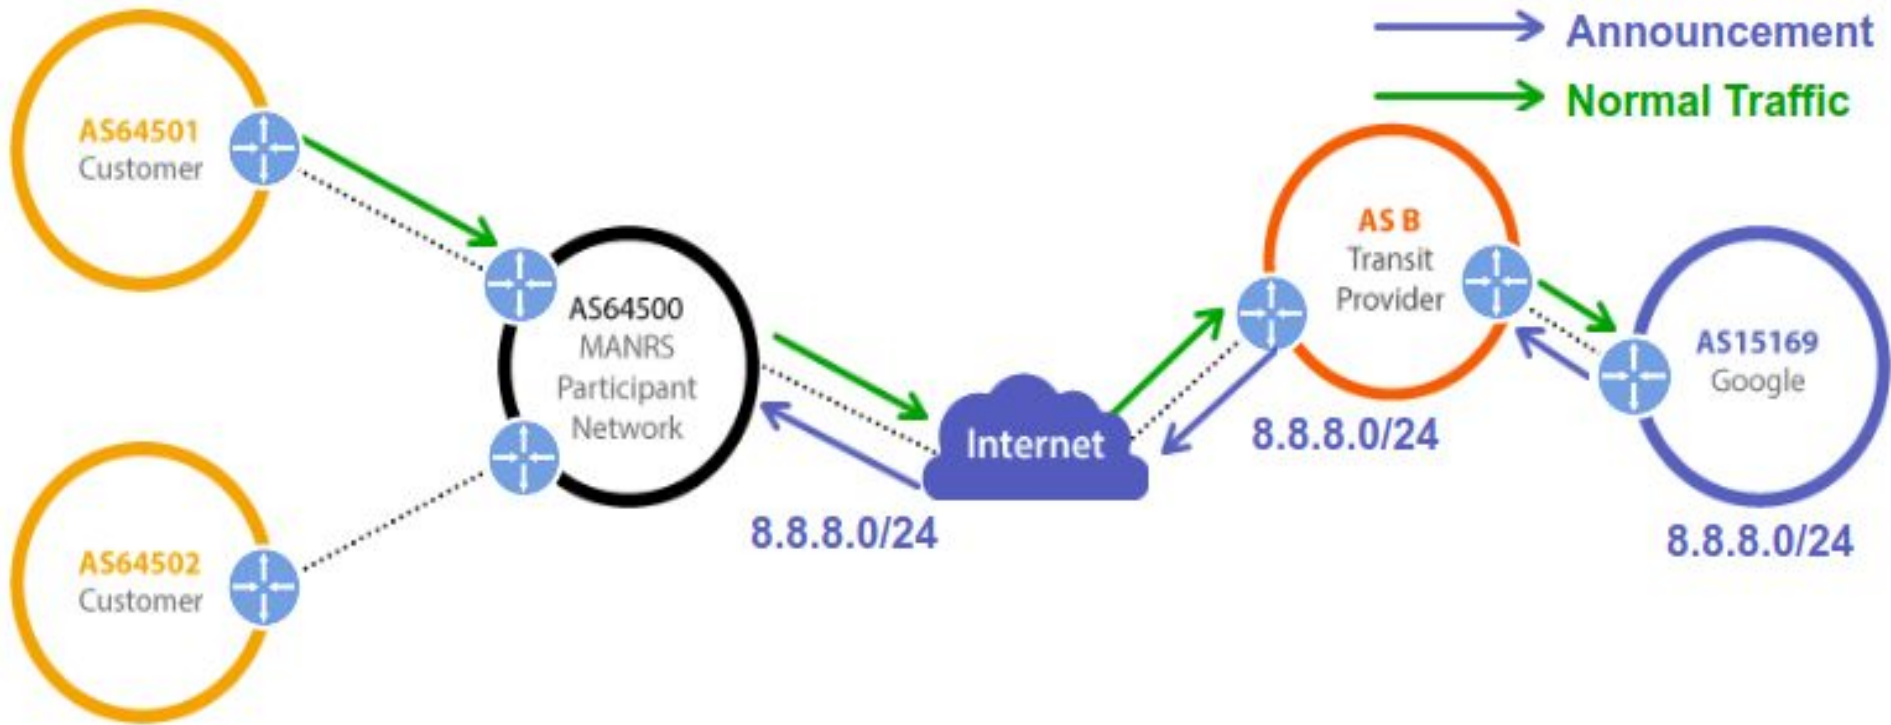 Announcement
Normal Traffic
AS64501
Customer
AS64500
MANRS
Participant
Network
AS64502
Customer
Internet
8.8.8.0/24
AS B
Transit
Provider
8.8.8.0/24
AS15169
Google
8.8.8.0/24